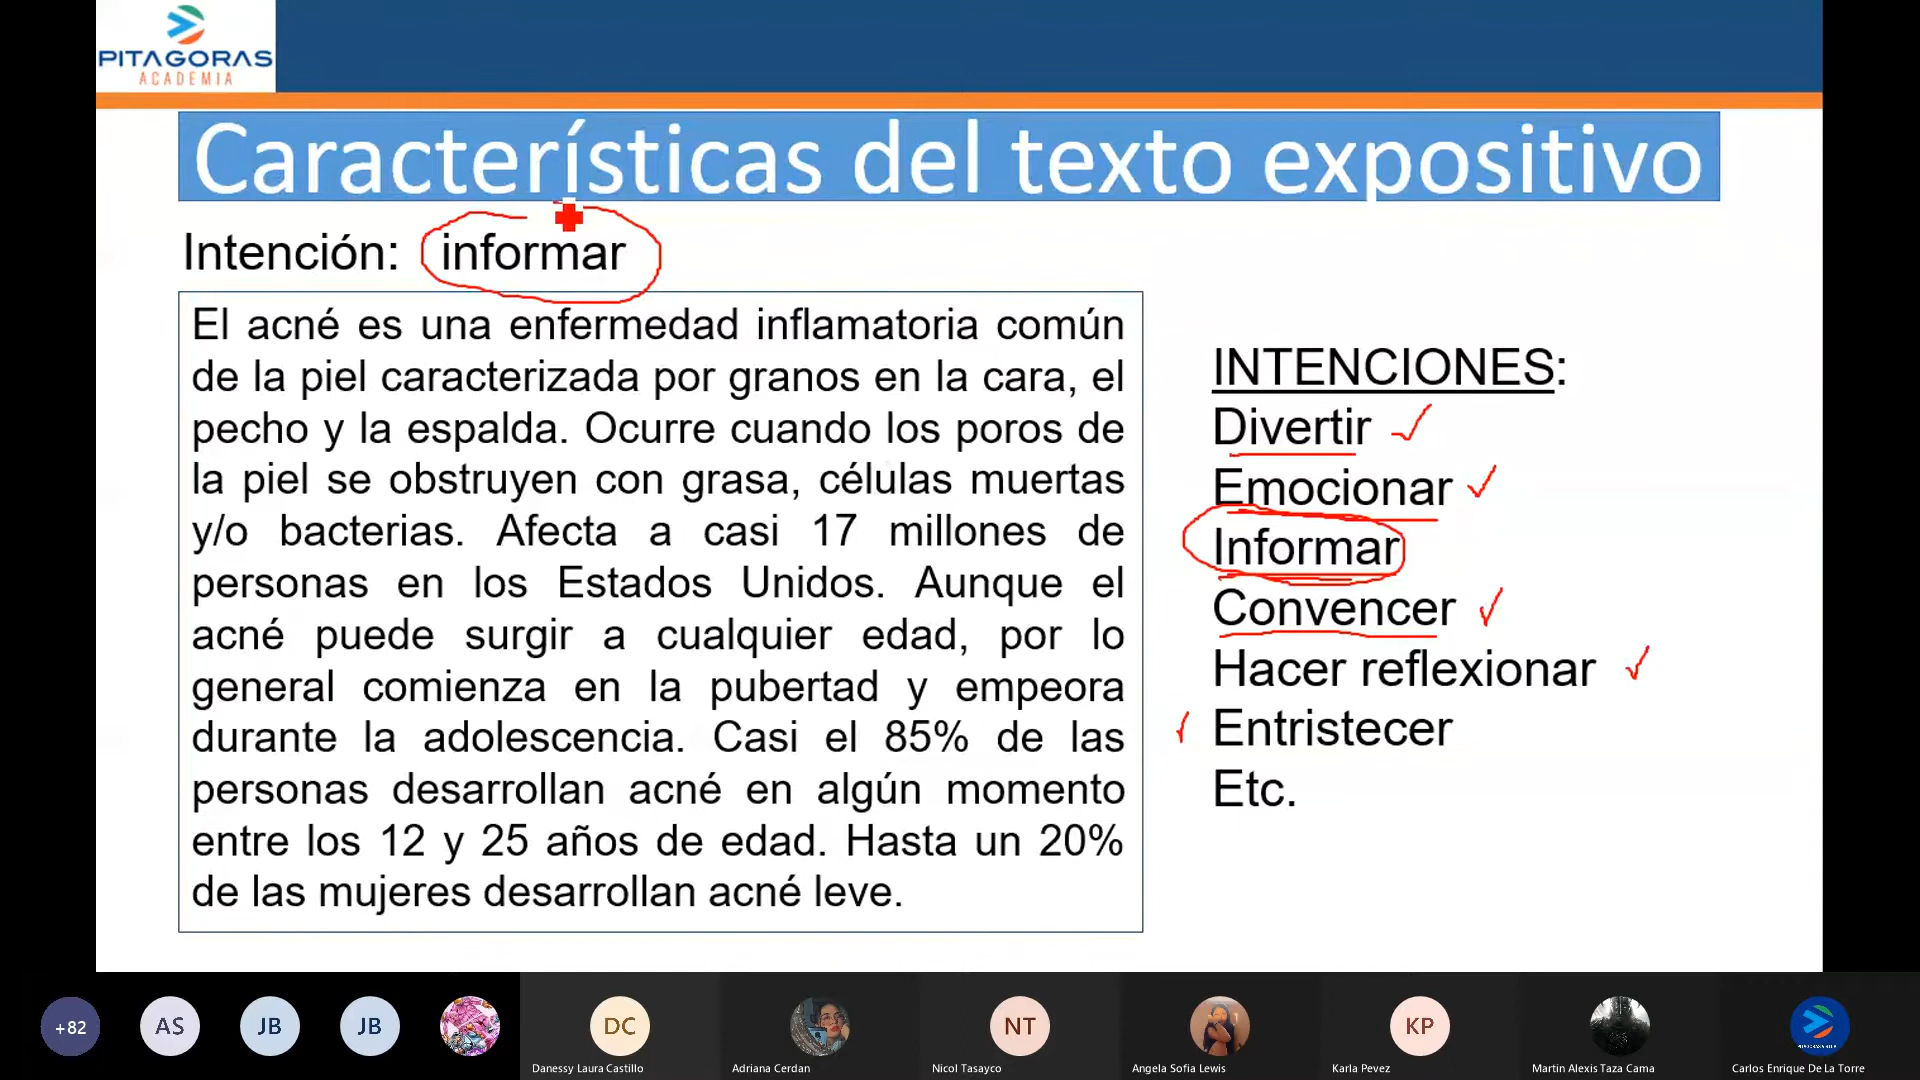 PITAGORAS
ACADEMIA
Características del texto expositivo
Intención: informar
El acné es una enfermedad inflamatoria común
de la piel caracterizada por granos en la cara, el
pecho y la espalda. Ocurre cuando los poros de
la piel se obstruyen con grasa, células muertas
y/o bacterias. Afecta a casi 17 millones de
personas en los Estados Unidos. Aunque el
acné puede surgir a cualquier edad, por lo
general comienza en la pubertad y empeora
durante la adolescencia. Casi el 85% de las
personas desarrollan acné en algún momento
entre los 12 y 25 años de edad. Hasta un 20%
de las mujeres desarrollan acné leve.
INTENCIONES:
Divertir
Emocionar
Informar
Convencer
Hacer reflexionar
Entristecer
Etc.
+82
AS
JB
JB
DC
Danessy Laura Castillo
Adriana Cerdan
NT
Nicol Tasayco
Angela Sofia Lewis
KP
Karla Pevez
Martin Alexis Taza Cama
Carlos Enrique De La Torre